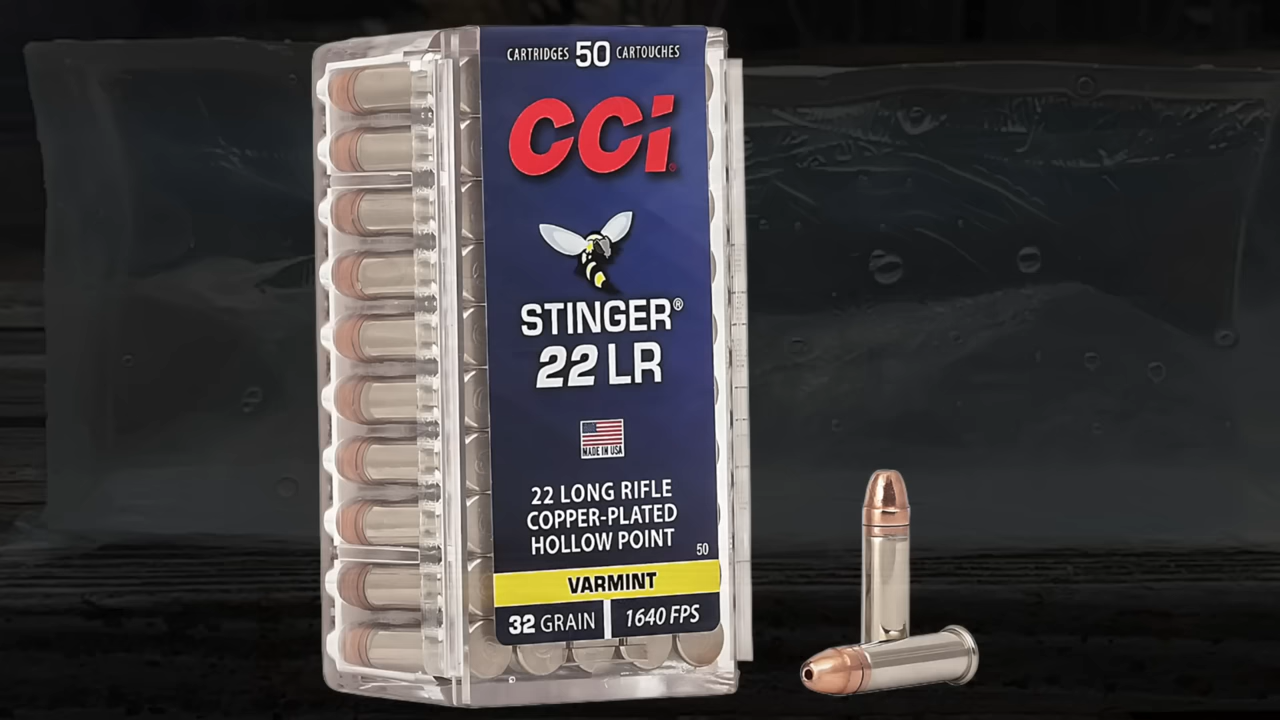 CARTRIDGES 50 CARTOUCHES
CCI®
STINGER®
22 LR
MADE IN USA
22 LONG RIFLE
COPPER-PLATED
HOLLOW POINT
50
VARMINT
32 GRAIN 1640 FPS